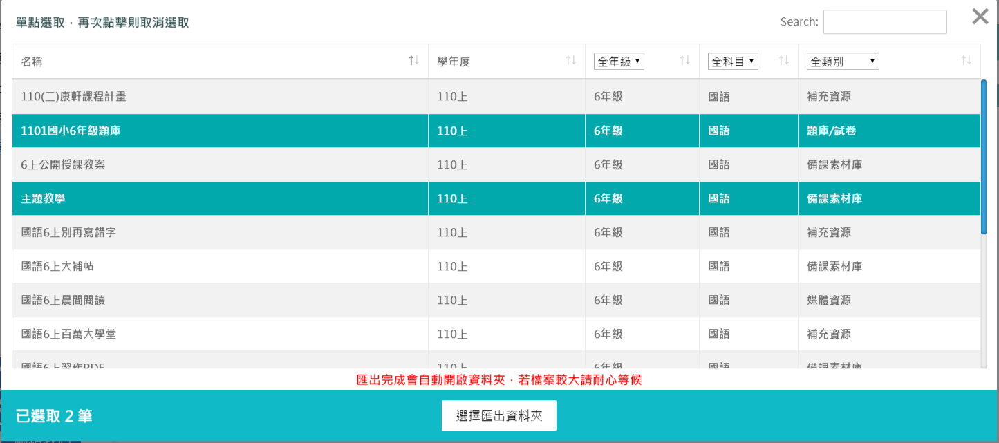 單點選取，再次點擊則取消選取 Search:
名稱 學年度 全年級 全科目 全類別
110(二)康軒課程計畫 110上 6年級 國語 補充資源
1101國小6年級題庫 110上 6年級 國語 題庫/試卷
6上公開授課教案 110上 6年級 國語 備課素材庫
主題教學 110上 6年級 國語 備課素材庫
國語6上別再寫錯字 110上 6年級 國語 補充資源
國語6上大補帖 110上 6年級 國語 備課素材庫
國語6上晨間閱讀 110上 6年級 國語 媒體資源
國語6上百萬大學堂 110上 6年級 國語 補充資源
國語6上習作PDF 110上 6年級 國語 備課素材庫
匯出完成會自動開啟資料夾，若檔案較大請耐心等候
已選取 2 筆 選擇匯出資料夾